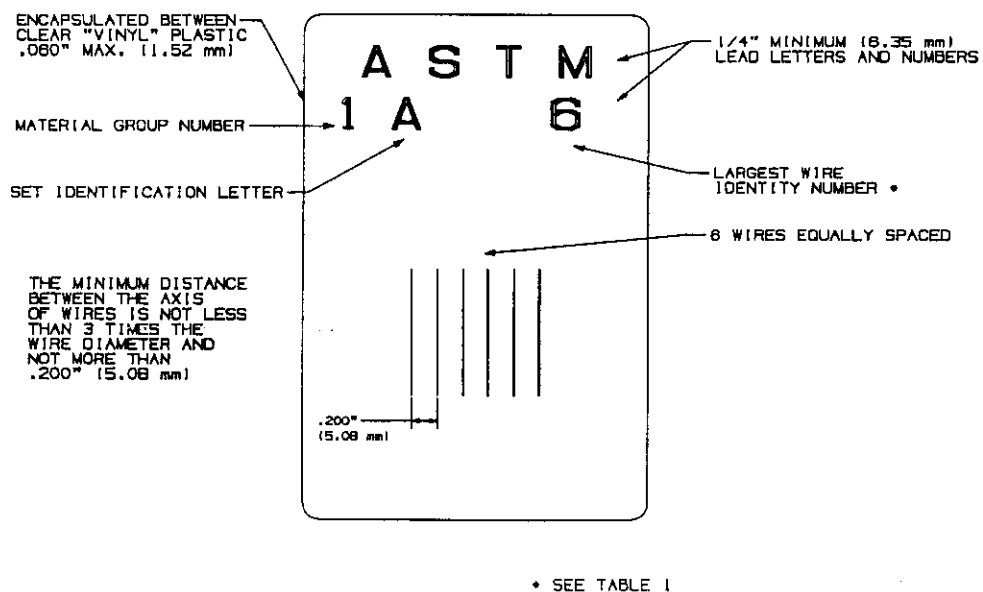 ENCAPSULATED BETWEEN
CLEAR "VINYL" PLASTIC
.060" MAX. (1.52 mm)
A S T M
1/4" MINIMUM (6.35 mm)
LEAD LETTERS AND NUMBERS
1 A 6
MATERIAL GROUP NUMBER
SET IDENTIFICATION LETTER
LARGEST WIRE
IDENTITY NUMBER *
6 WIRES EQUALLY SPACED
THE MINIMUM DISTANCE
BETWEEN THE AXIS
OF WIRES IS NOT LESS
THAN 3 TIMES THE
WIRE DIAMETER AND
NOT MORE THAN
.200" (5.08 mm)
.200"
(5.08 mm)
* SEE TABLE 1